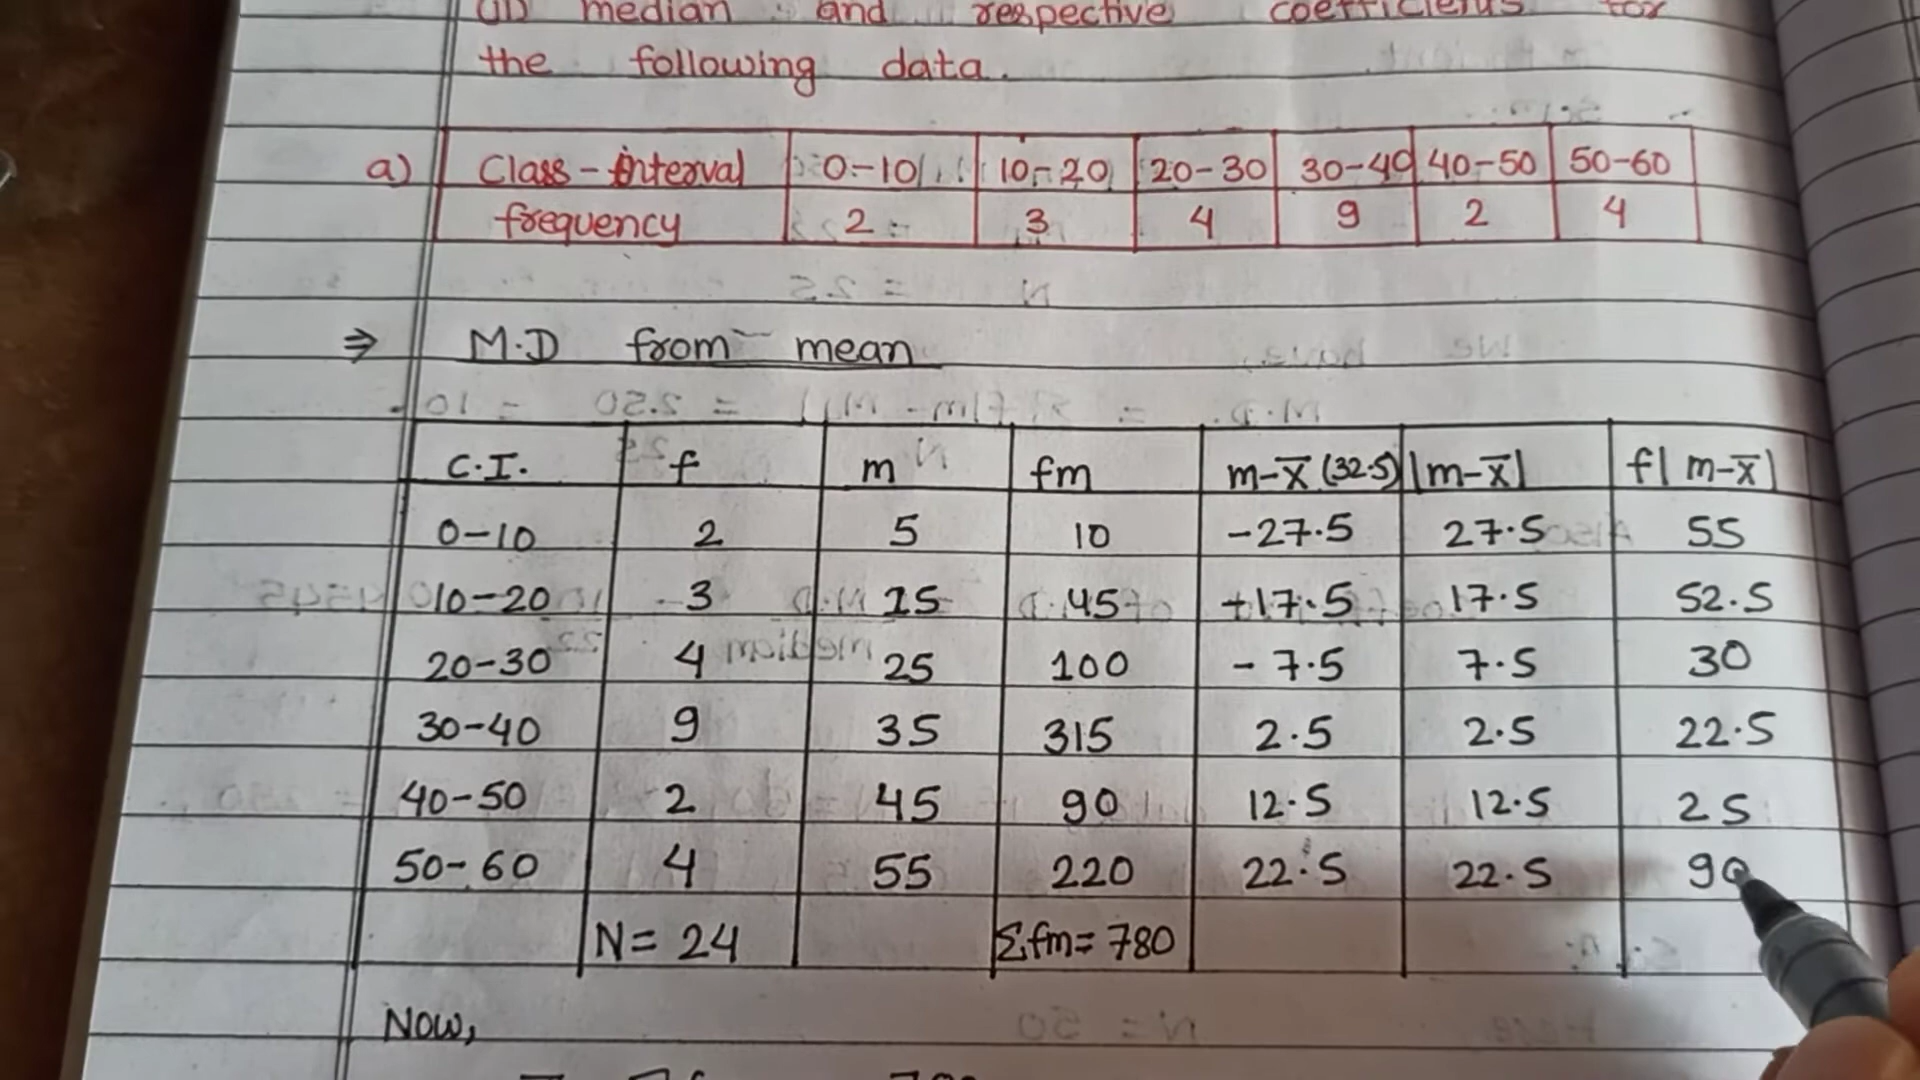 (ii) median and respective coefficients for
the following data.
a) Class-interval 0-10 10-20 20-30 30-40 40-50 50-60
frequency 2 3 4 9 2 4
⇒ M.D from mean
C.I. f m fm m-x̅ (32.5) |m-x̅| f|m-x̅|
0-10 2 5 10 -27.5 27.5 55
10-20 3 15 45 +17.5 17.5 52.5
20-30 4 25 100 -7.5 7.5 30
30-40 9 35 315 2.5 2.5 22.5
40-50 2 45 90 12.5 12.5 25
50-60 4 55 220 22.5 22.5 90
N = 24 Σfm = 780
Now,